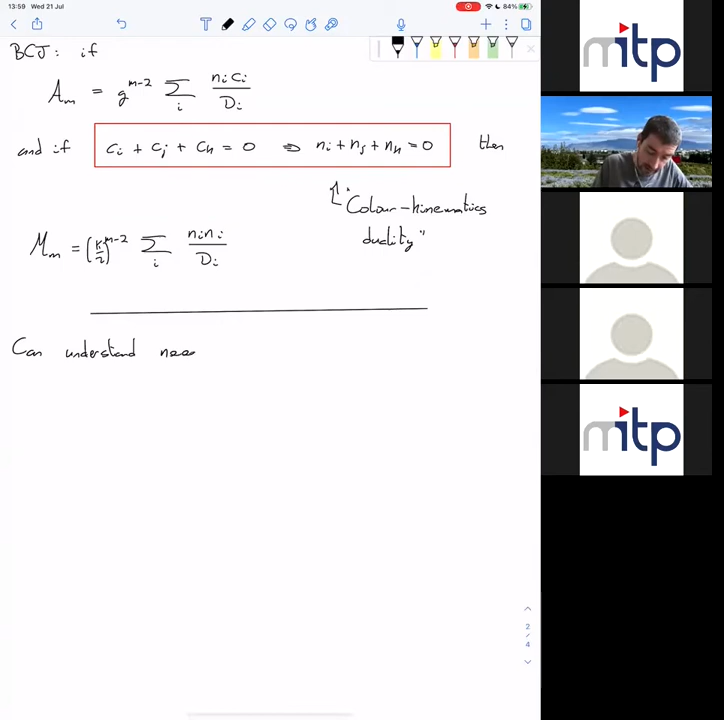 13:59 Wed 21 Jul
84%
BCJ: if
A_m = g^{m-2} Σ_i n_i c_i / D_i
and if c_i + c_j + c_k = 0 ⇒ n_i + n_j + n_k = 0 then
"Colour-kinematics
duality"
M_m = (κ/2)^{m-2} Σ_i n_i n_i / D_i
Can understand
mitp
mitp
2
/
4